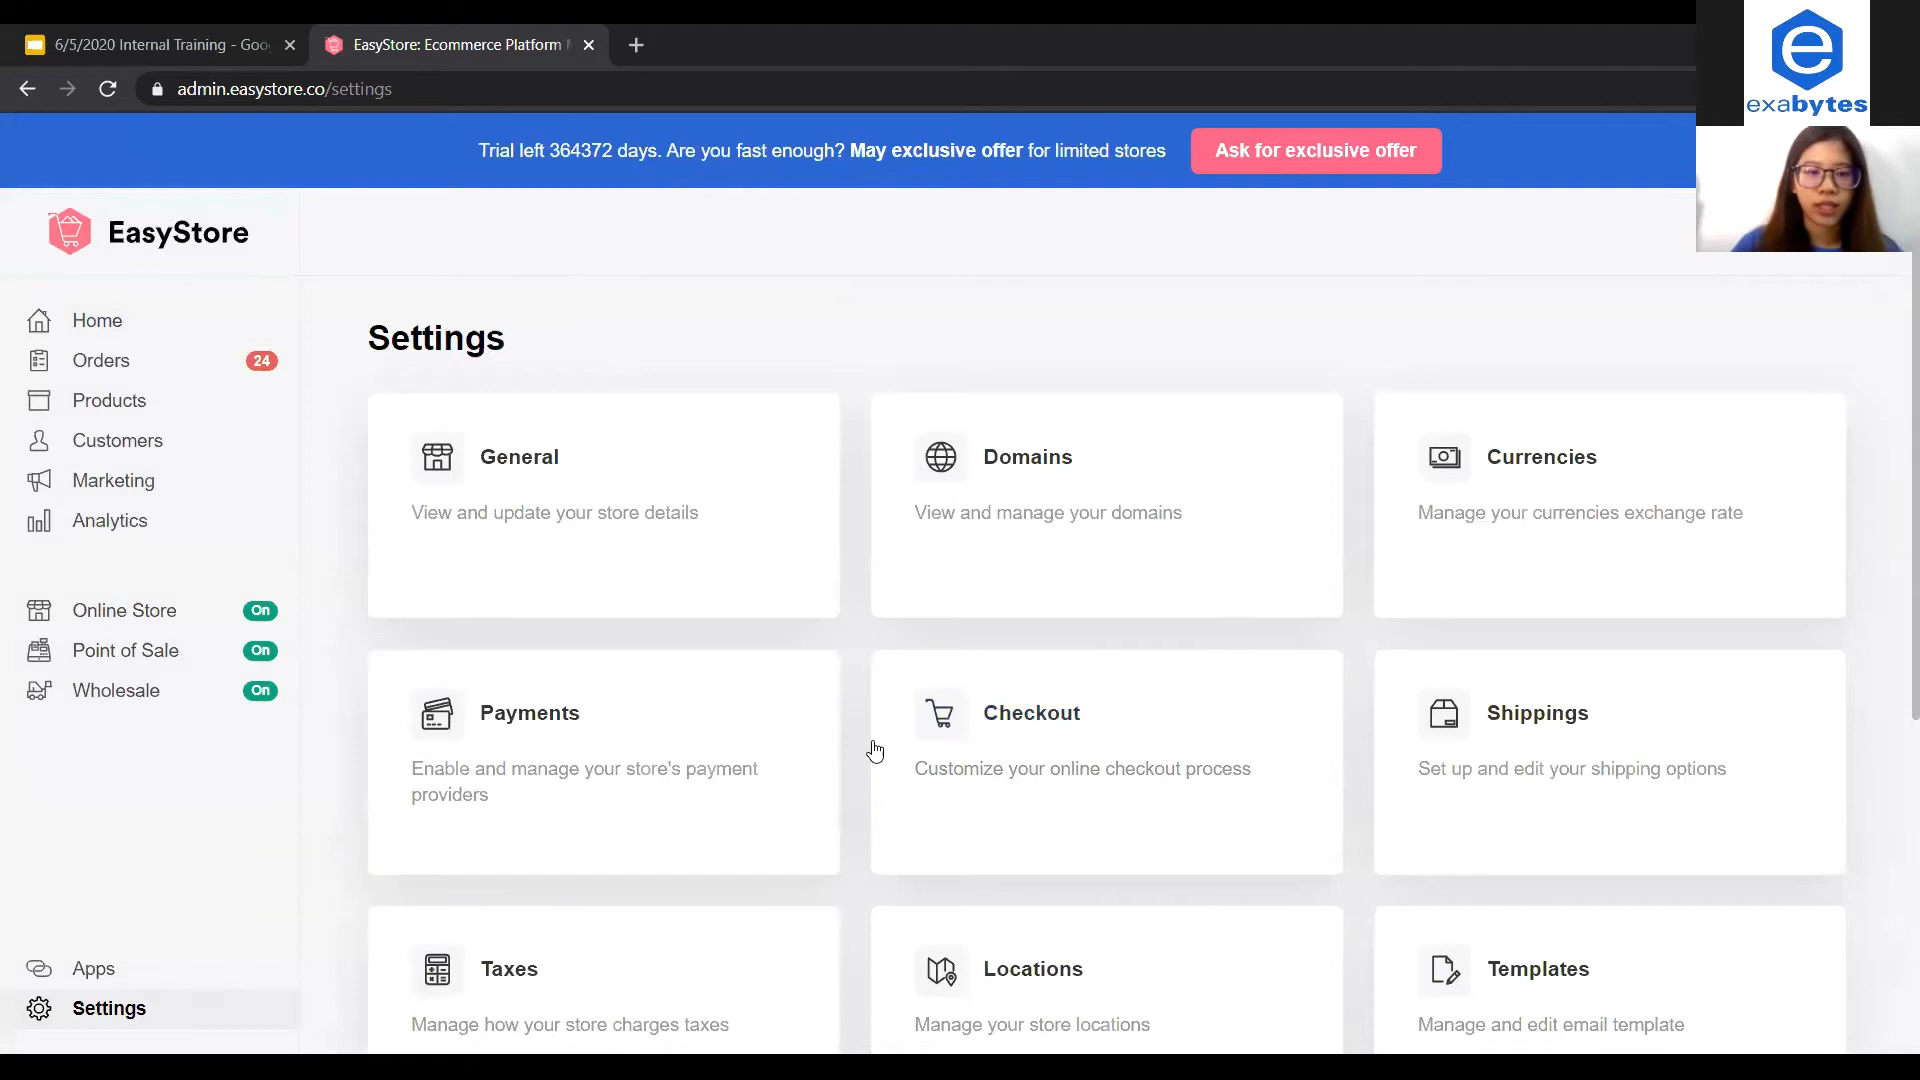 6/5/2020 Internal Training - Goo
EasyStore: Ecommerce Platform
admin.easystore.co/settings
exabytes
Trial left 364372 days. Are you fast enough? May exclusive offer for limited stores
Ask for exclusive offer
EasyStore
Home
Orders
24
Products
Customers
Marketing
Analytics
Online Store
On
Point of Sale
On
Wholesale
On
Apps
Settings
Settings
General
View and update your store details
Domains
View and manage your domains
Currencies
Manage your currencies exchange rate
Payments
Enable and manage your store's payment
providers
Checkout
Customize your online checkout process
Shippings
Set up and edit your shipping options
Taxes
Manage how your store charges taxes
Locations
Manage your store locations
Templates
Manage and edit email template